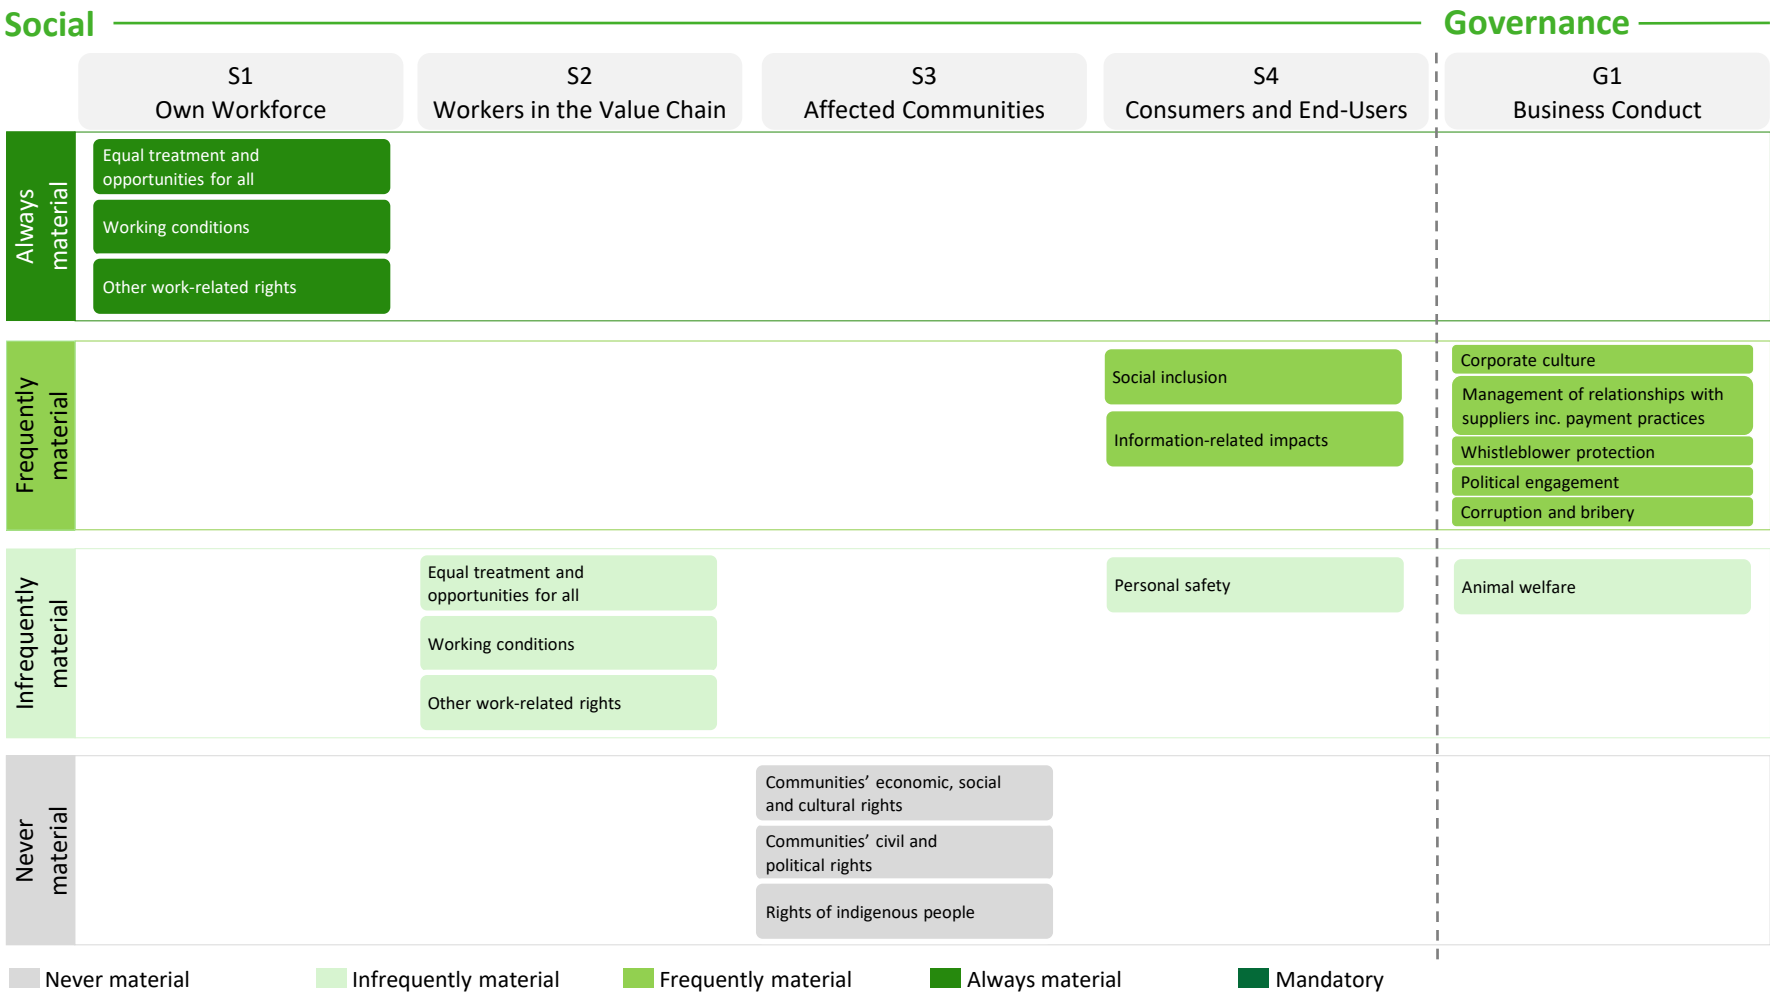 Social
Governance
S1
Own Workforce
S2
Workers in the Value Chain
S3
Affected Communities
S4
Consumers and End-Users
G1
Business Conduct
Always
material
Equal treatment and
opportunities for all
Working conditions
Other work-related rights
Frequently
material
Social inclusion
Information-related impacts
Corporate culture
Management of relationships with
suppliers inc. payment practices
Whistleblower protection
Political engagement
Corruption and bribery
Infrequently
material
Equal treatment and
opportunities for all
Working conditions
Other work-related rights
Personal safety
Animal welfare
Never
material
Communities’ economic, social
and cultural rights
Communities’ civil and
political rights
Rights of indigenous people
Never material
Infrequently material
Frequently material
Always material
Mandatory